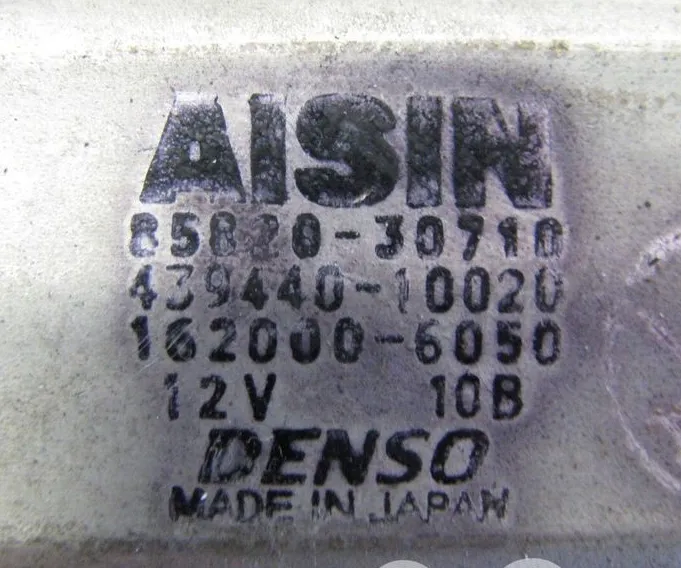 AISIN
85820-30710
439440-10020
162000-6050
12V 10B
DENSO
MADE IN JAPAN